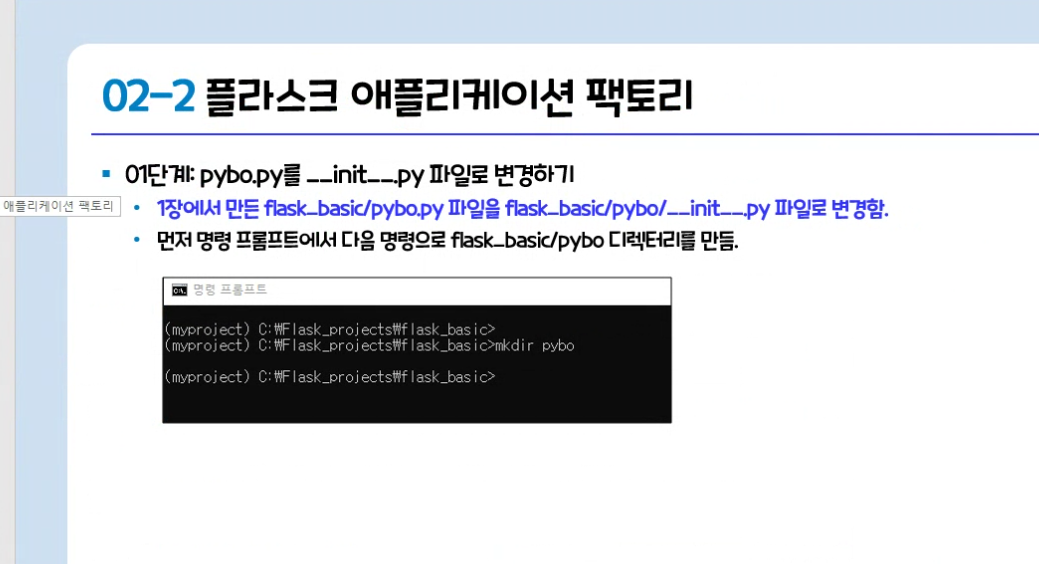 02-2 플라스크 애플리케이션 팩토리
01단계: pybo.py를 __init__.py 파일로 변경하기
애플리케이션 팩토리
1장에서 만든 flask_basic/pybo.py 파일을 flask_basic/pybo/__init__.py 파일로 변경함.
먼저 명령 프롬프트에서 다음 명령으로 flask_basic/pybo 디렉터리를 만듦.
명령 프롬프트
(myproject) C:₩Flask_projects₩flask_basic>
(myproject) C:₩Flask_projects₩flask_basic>mkdir pybo
(myproject) C:₩Flask_projects₩flask_basic>